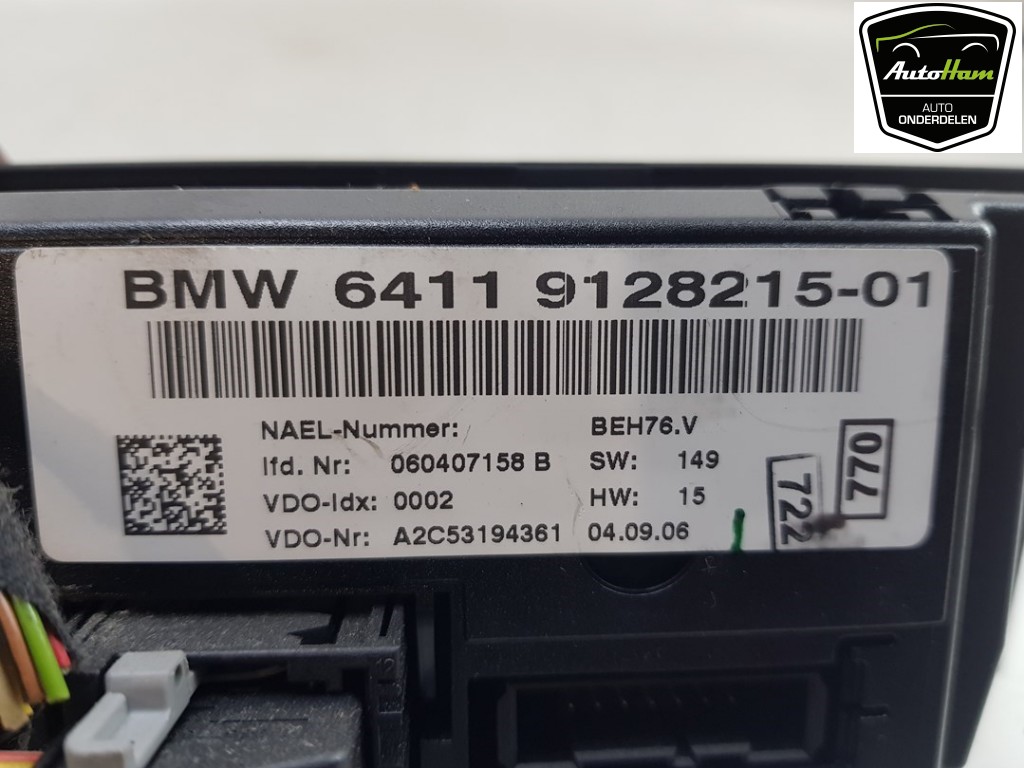 AutoHam
AUTO
ONDERDELEN
BMW 6411 9128215-01
NAEL-Nummer: BEH76.V
lfd. Nr: 060407158 B SW: 149
VDO-Idx: 0002 HW: 15
VDO-Nr: A2C53194361 04.09.06
722
770